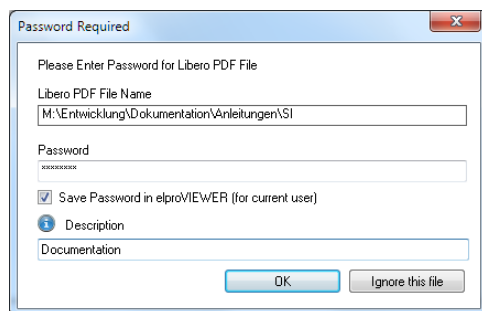 Password Required
Please Enter Password for Libero PDF File
Libero PDF File Name
M:\Entwicklung\Dokumentation\Anleitungen\SI
Password
xxxxxxxx
Save Password in elproVIEWER (for current user)
Description
Documentation
OK
Ignore this file